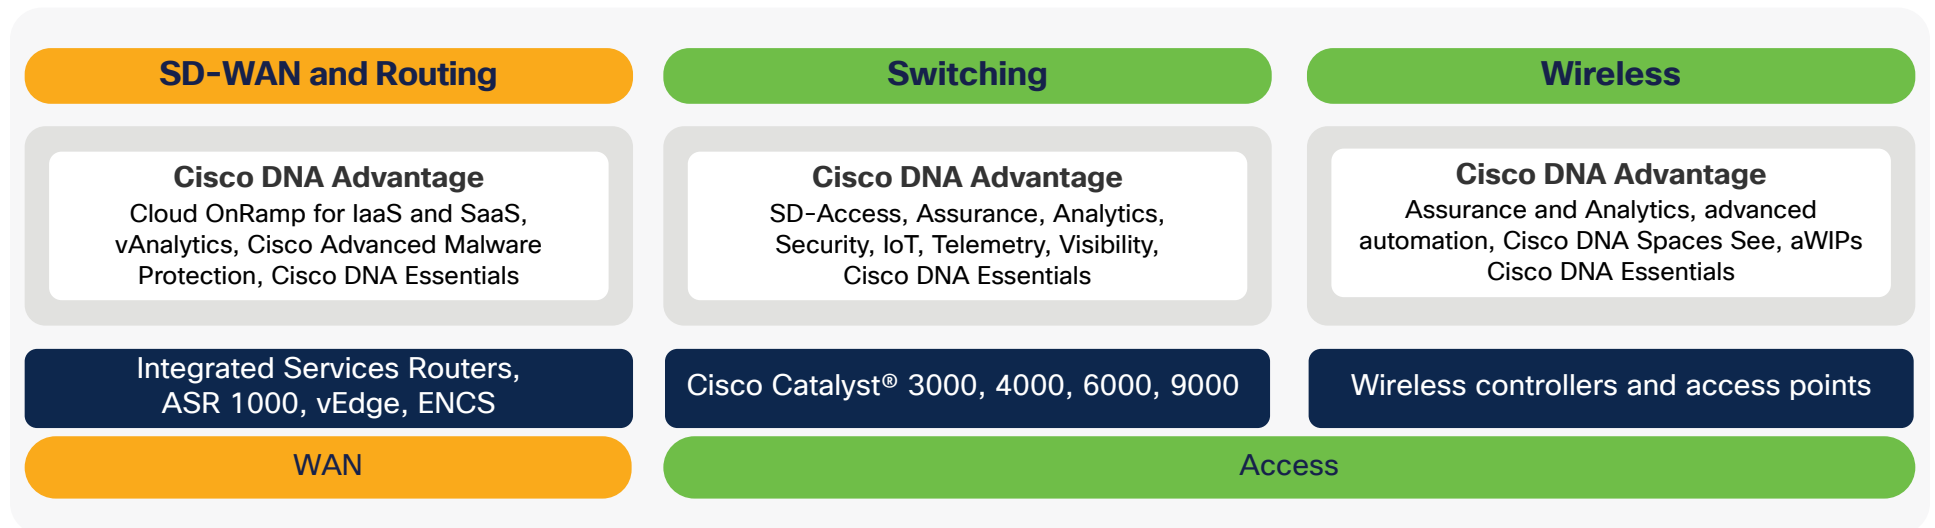 SD-WAN and Routing
Switching
Wireless
Cisco DNA Advantage
Cloud OnRamp for IaaS and SaaS,
vAnalytics, Cisco Advanced Malware
Protection, Cisco DNA Essentials
Cisco DNA Advantage
SD-Access, Assurance, Analytics,
Security, IoT, Telemetry, Visibility,
Cisco DNA Essentials
Cisco DNA Advantage
Assurance and Analytics, advanced
automation, Cisco DNA Spaces See, aWIPs
Cisco DNA Essentials
Integrated Services Routers,
ASR 1000, vEdge, ENCS
Cisco Catalyst® 3000, 4000, 6000, 9000
Wireless controllers and access points
WAN
Access